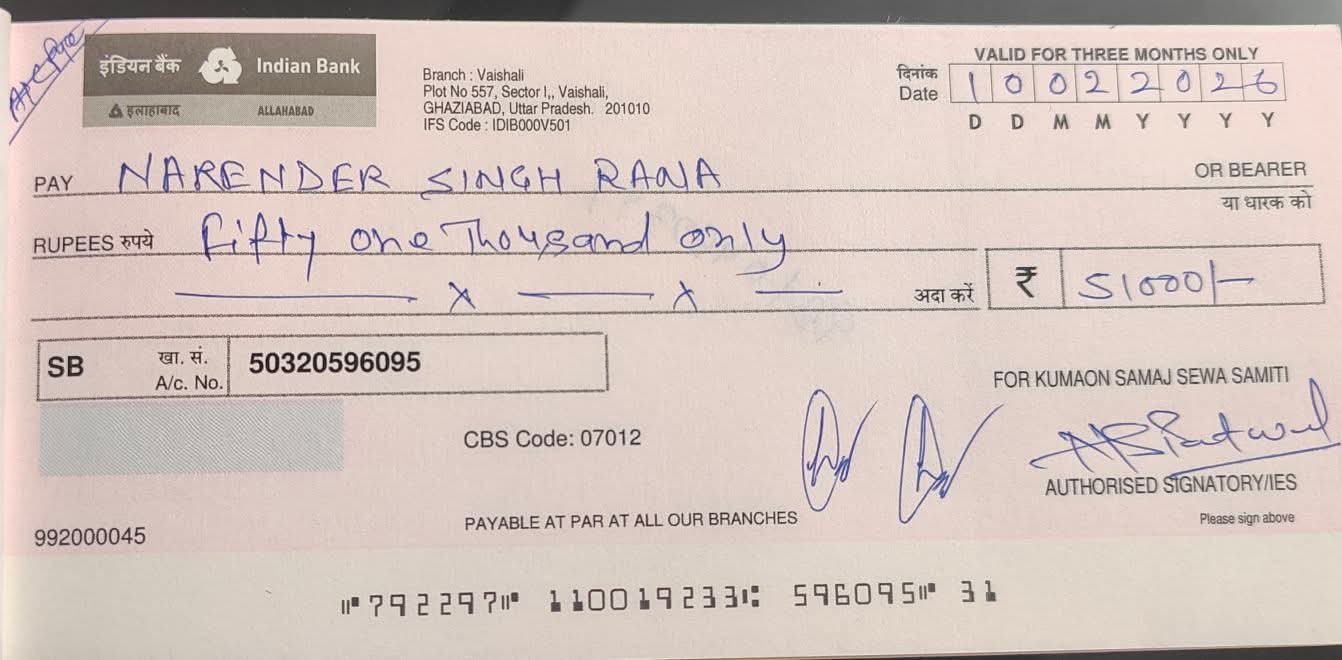 A/c Payee
इंडियन बैंक Indian Bank
इलाहाबाद ALLAHABAD
Branch : Vaishali
Plot No 557, Sector I,, Vaishali,
GHAZIABAD, Uttar Pradesh. 201010
IFS Code : IDIB000V501
VALID FOR THREE MONTHS ONLY
दिनांक
Date 10022026
D D M M Y Y Y Y
PAY NARENDER SINGH RANA OR BEARER
या धारक को
RUPEES रुपये Fifty one Thousand only
अदा करें ₹ 51000/-
SB खा. सं.
A/c. No. 50320596095
FOR KUMAON SAMAJ SEWA SAMITI
CBS Code: 07012
AUTHORISED SIGNATORY/IES
Please sign above
PAYABLE AT PAR AT ALL OUR BRANCHES
992000045
⑈792297⑈ 110019233⑆ 596095⑈ 31